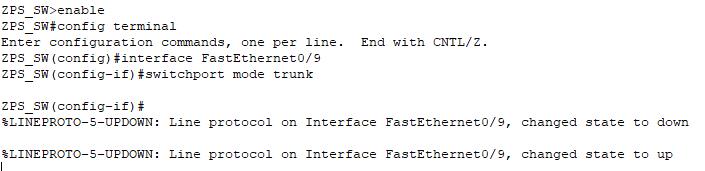 ZPS_SW>enable
ZPS_SW#config terminal
Enter configuration commands, one per line.  End with CNTL/Z.
ZPS_SW(config)#interface FastEthernet0/9
ZPS_SW(config-if)#switchport mode trunk
ZPS_SW(config-if)#
%LINEPROTO-5-UPDOWN: Line protocol on Interface FastEthernet0/9, changed state to down
%LINEPROTO-5-UPDOWN: Line protocol on Interface FastEthernet0/9, changed state to up